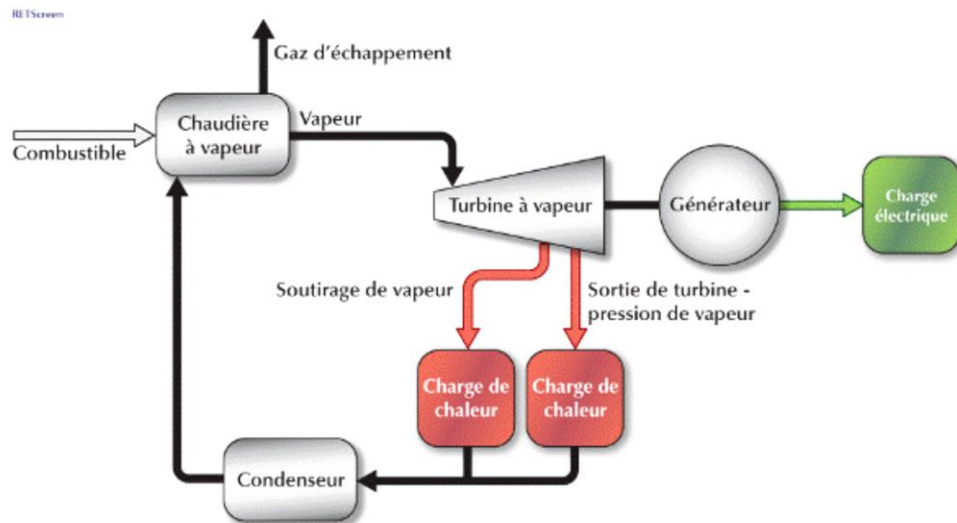 RETScreen
Gaz d'échappement
Chaudière
à vapeur
Vapeur
Combustible
Turbine à vapeur
Générateur
Charge
électrique
Soutirage de vapeur
Sortie de turbine -
pression de vapeur
Charge de
chaleur
Charge de
chaleur
Condenseur